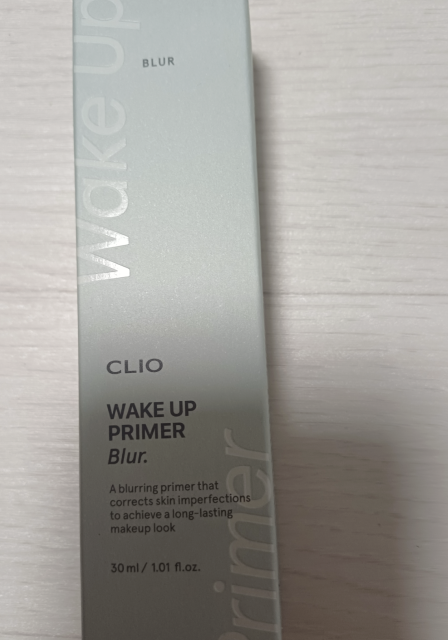 Wake Up
BLUR
CLIO
WAKE UP
PRIMER
Blur.
A blurring primer that
corrects skin imperfections
to achieve a long-lasting
makeup look
30 ml / 1.01 fl.oz.
Primer